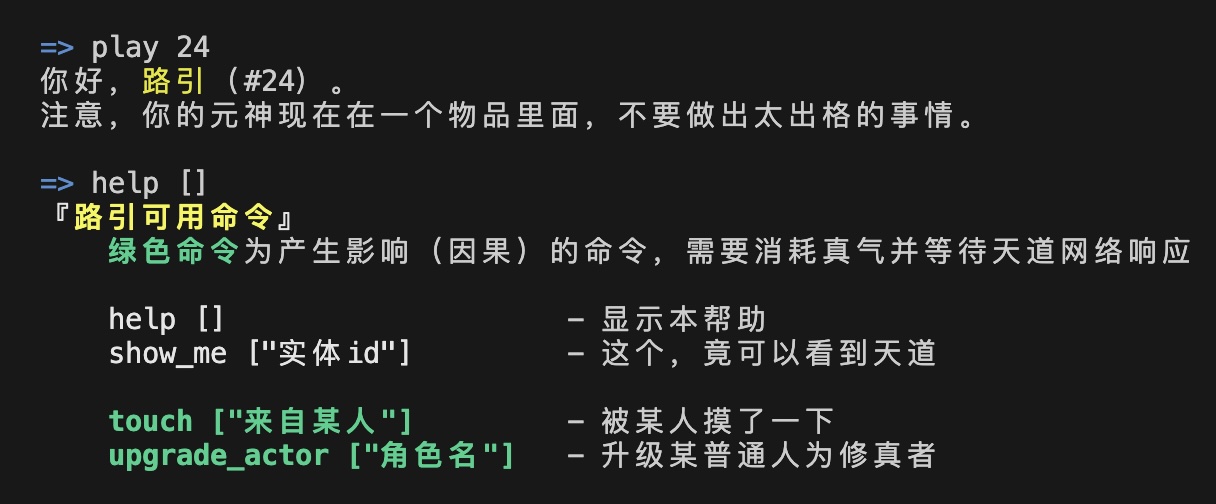 => play 24
你好，路引（#24）。
注意，你的元神现在在一个物品里面，不要做出太出格的事情。
=> help []
『路引可用命令』
绿色命令为产生影响（因果）的命令，需要消耗真气并等待天道网络响应
help [] – 显示本帮助
show_me ["实体id"] – 这个，竟可以看到天道
touch ["来自某人"] – 被某人摸了一下
upgrade_actor ["角色名"] – 升级某普通人为修真者